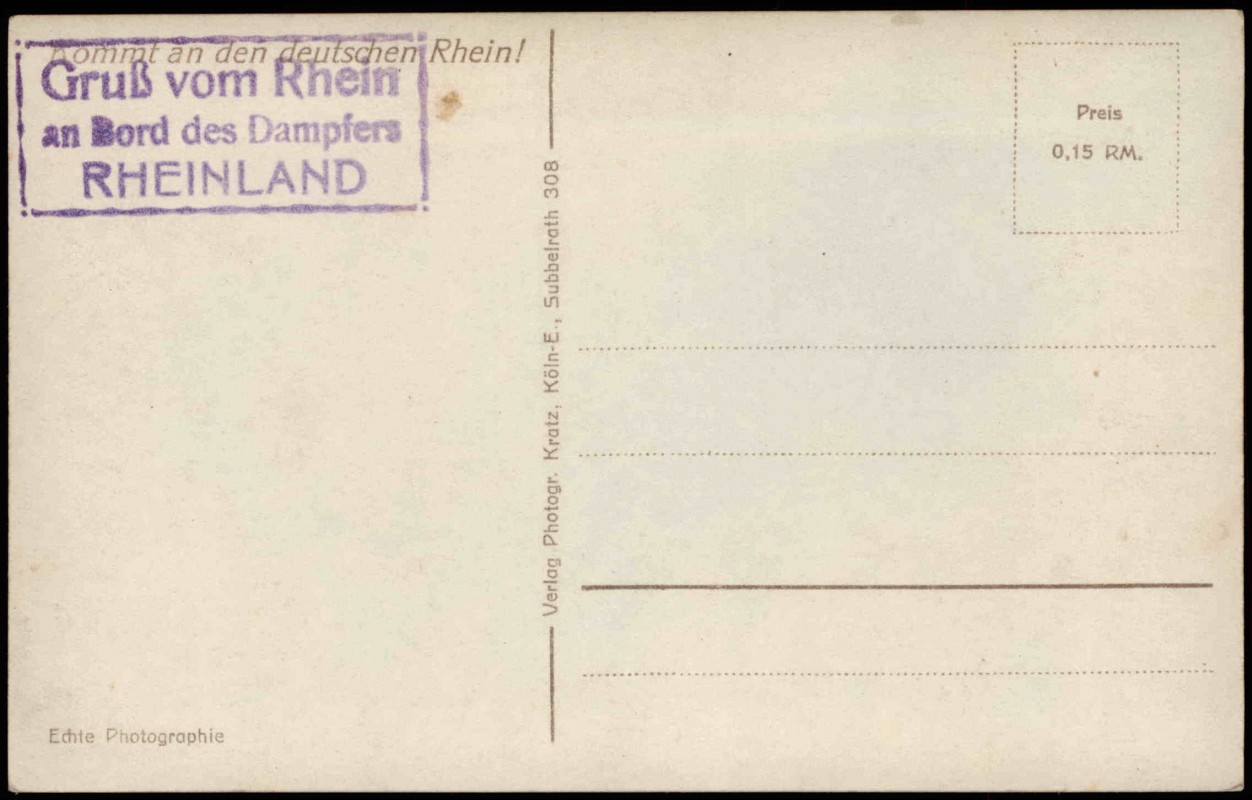 Kommt an den deutschen Rhein!
Gruß vom Rhein
an Bord des Dampfers
RHEINLAND
Verlag Photogr. Kratz, Köln-E., Subbelrath 308
Preis
0,15 RM.
Echte Photographie